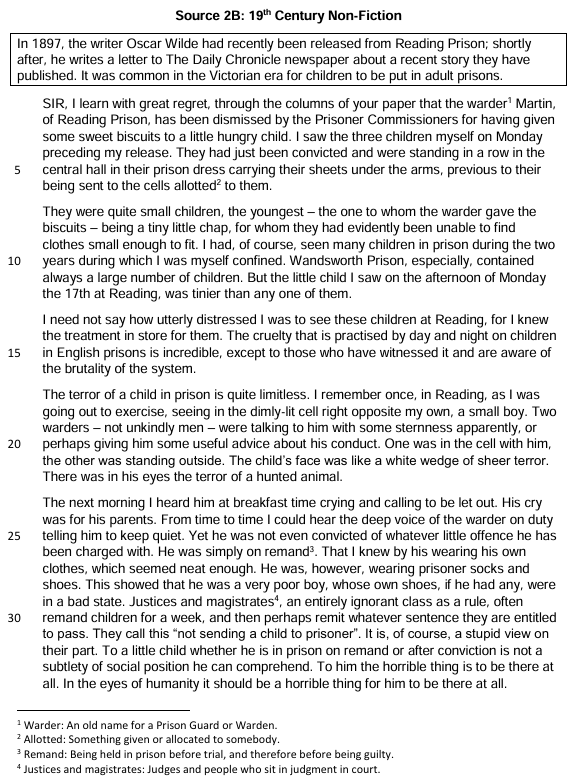 Source 2B: 19th Century Non-Fiction
In 1897, the writer Oscar Wilde had recently been released from Reading Prison; shortly
after, he writes a letter to The Daily Chronicle newspaper about a recent story they have
published. It was common in the Victorian era for children to be put in adult prisons.
SIR, I learn with great regret, through the columns of your paper that the warder1 Martin,
of Reading Prison, has been dismissed by the Prisoner Commissioners for having given
some sweet biscuits to a little hungry child. I saw the three children myself on Monday
preceding my release. They had just been convicted and were standing in a row in the
5 central hall in their prison dress carrying their sheets under the arms, previous to their
being sent to the cells allotted2 to them.
They were quite small children, the youngest – the one to whom the warder gave the
biscuits – being a tiny little chap, for whom they had evidently been unable to find
clothes small enough to fit. I had, of course, seen many children in prison during the two
10 years during which I was myself confined. Wandsworth Prison, especially, contained
always a large number of children. But the little child I saw on the afternoon of Monday
the 17th at Reading, was tinier than any one of them.
I need not say how utterly distressed I was to see these children at Reading, for I knew
the treatment in store for them. The cruelty that is practised by day and night on children
15 in English prisons is incredible, except to those who have witnessed it and are aware of
the brutality of the system.
The terror of a child in prison is quite limitless. I remember once, in Reading, as I was
going out to exercise, seeing in the dimly-lit cell right opposite my own, a small boy. Two
warders – not unkindly men – were talking to him with some sternness apparently, or
20 perhaps giving him some useful advice about his conduct. One was in the cell with him,
the other was standing outside. The child's face was like a white wedge of sheer terror.
There was in his eyes the terror of a hunted animal.
The next morning I heard him at breakfast time crying and calling to be let out. His cry
was for his parents. From time to time I could hear the deep voice of the warder on duty
25 telling him to keep quiet. Yet he was not even convicted of whatever little offence he has
been charged with. He was simply on remand3. That I knew by his wearing his own
clothes, which seemed neat enough. He was, however, wearing prisoner socks and
shoes. This showed that he was a very poor boy, whose own shoes, if he had any, were
in a bad state. Justices and magistrates4, an entirely ignorant class as a rule, often
30 remand children for a week, and then perhaps remit whatever sentence they are entitled
to pass. They call this “not sending a child to prisoner”. It is, of course, a stupid view on
their part. To a little child whether he is in prison on remand or after conviction is not a
subtlety of social position he can comprehend. To him the horrible thing is to be there at
all. In the eyes of humanity it should be a horrible thing for him to be there at all.
1 Warder: An old name for a Prison Guard or Warden.
2 Allotted: Something given or allocated to somebody.
3 Remand: Being held in prison before trial, and therefore before being guilty.
4 Justices and magistrates: Judges and people who sit in judgment in court.